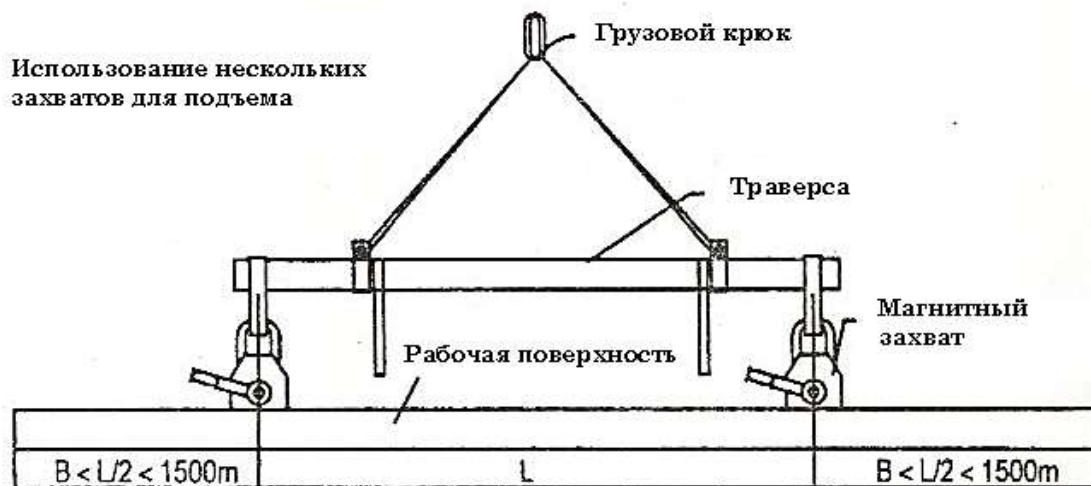 Грузовой крюк
Использование нескольких
захватов для подъема
Траверса
Магнитный
захват
Рабочая поверхность
B < L/2 < 1500m
L
B < L/2 < 1500m